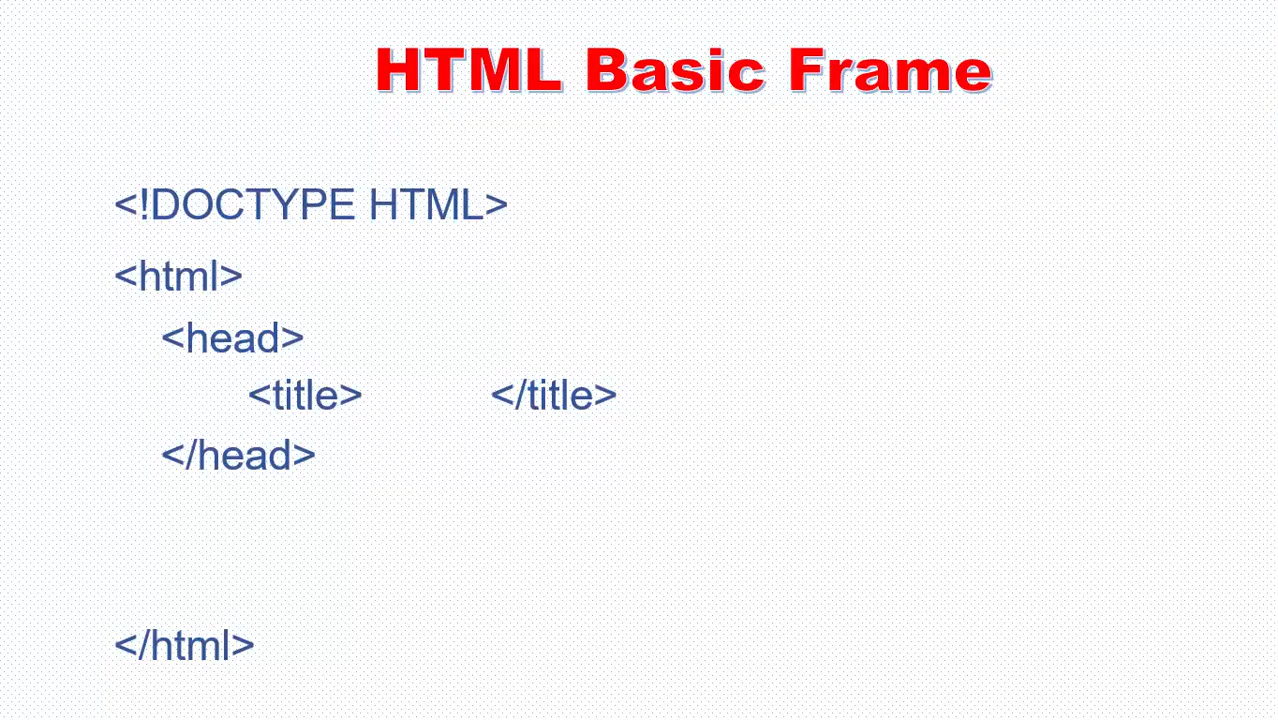 HTML Basic Frame
<!DOCTYPE HTML>
<html>
<head>
<title> </title>
</head>
</html>